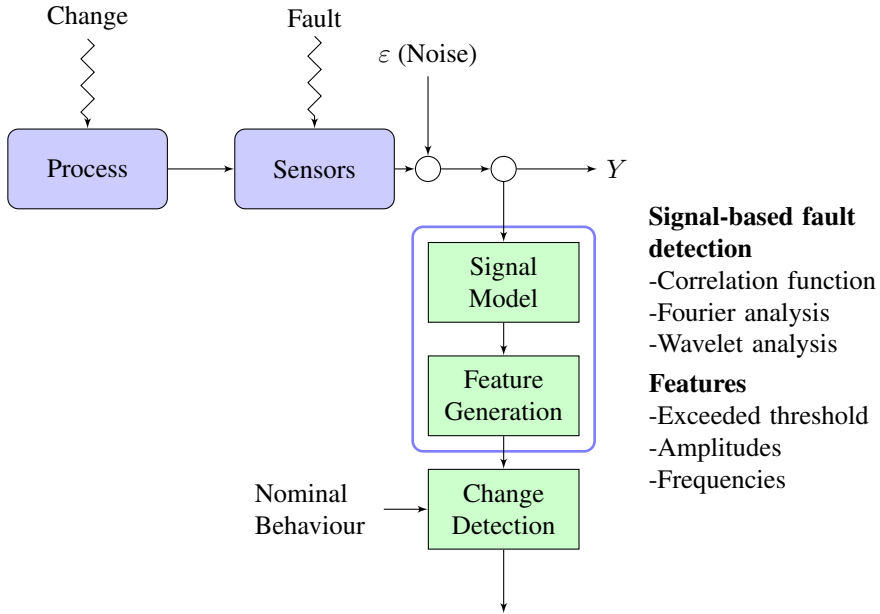 Change
Fault
ε (Noise)
Process
Sensors
Y
Signal-based fault
detection
-Correlation function
-Fourier analysis
-Wavelet analysis
Features
-Exceeded threshold
-Amplitudes
-Frequencies
Signal
Model
Feature
Generation
Nominal
Behaviour
Change
Detection